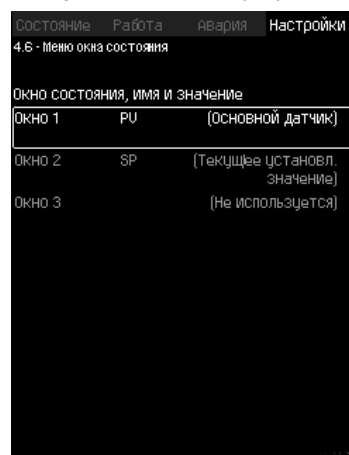 Состояние Работа Авария Настройки
4.6 - Меню окна состояния
Окно состояния, имя и значение
Окно 1 PV (Основной датчик)
Окно 2 SP (Текущее установл.
значение)
Окно 3 (Не используется)